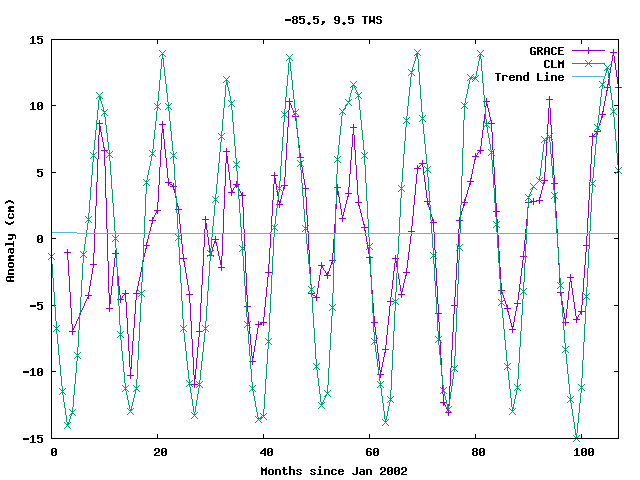 -85.5, 9.5 TWS
GRACE
CLM
Trend Line
15
10
5
0
-5
-10
-15
Anomaly (cm)
0 20 40 60 80 100
Months since Jan 2002